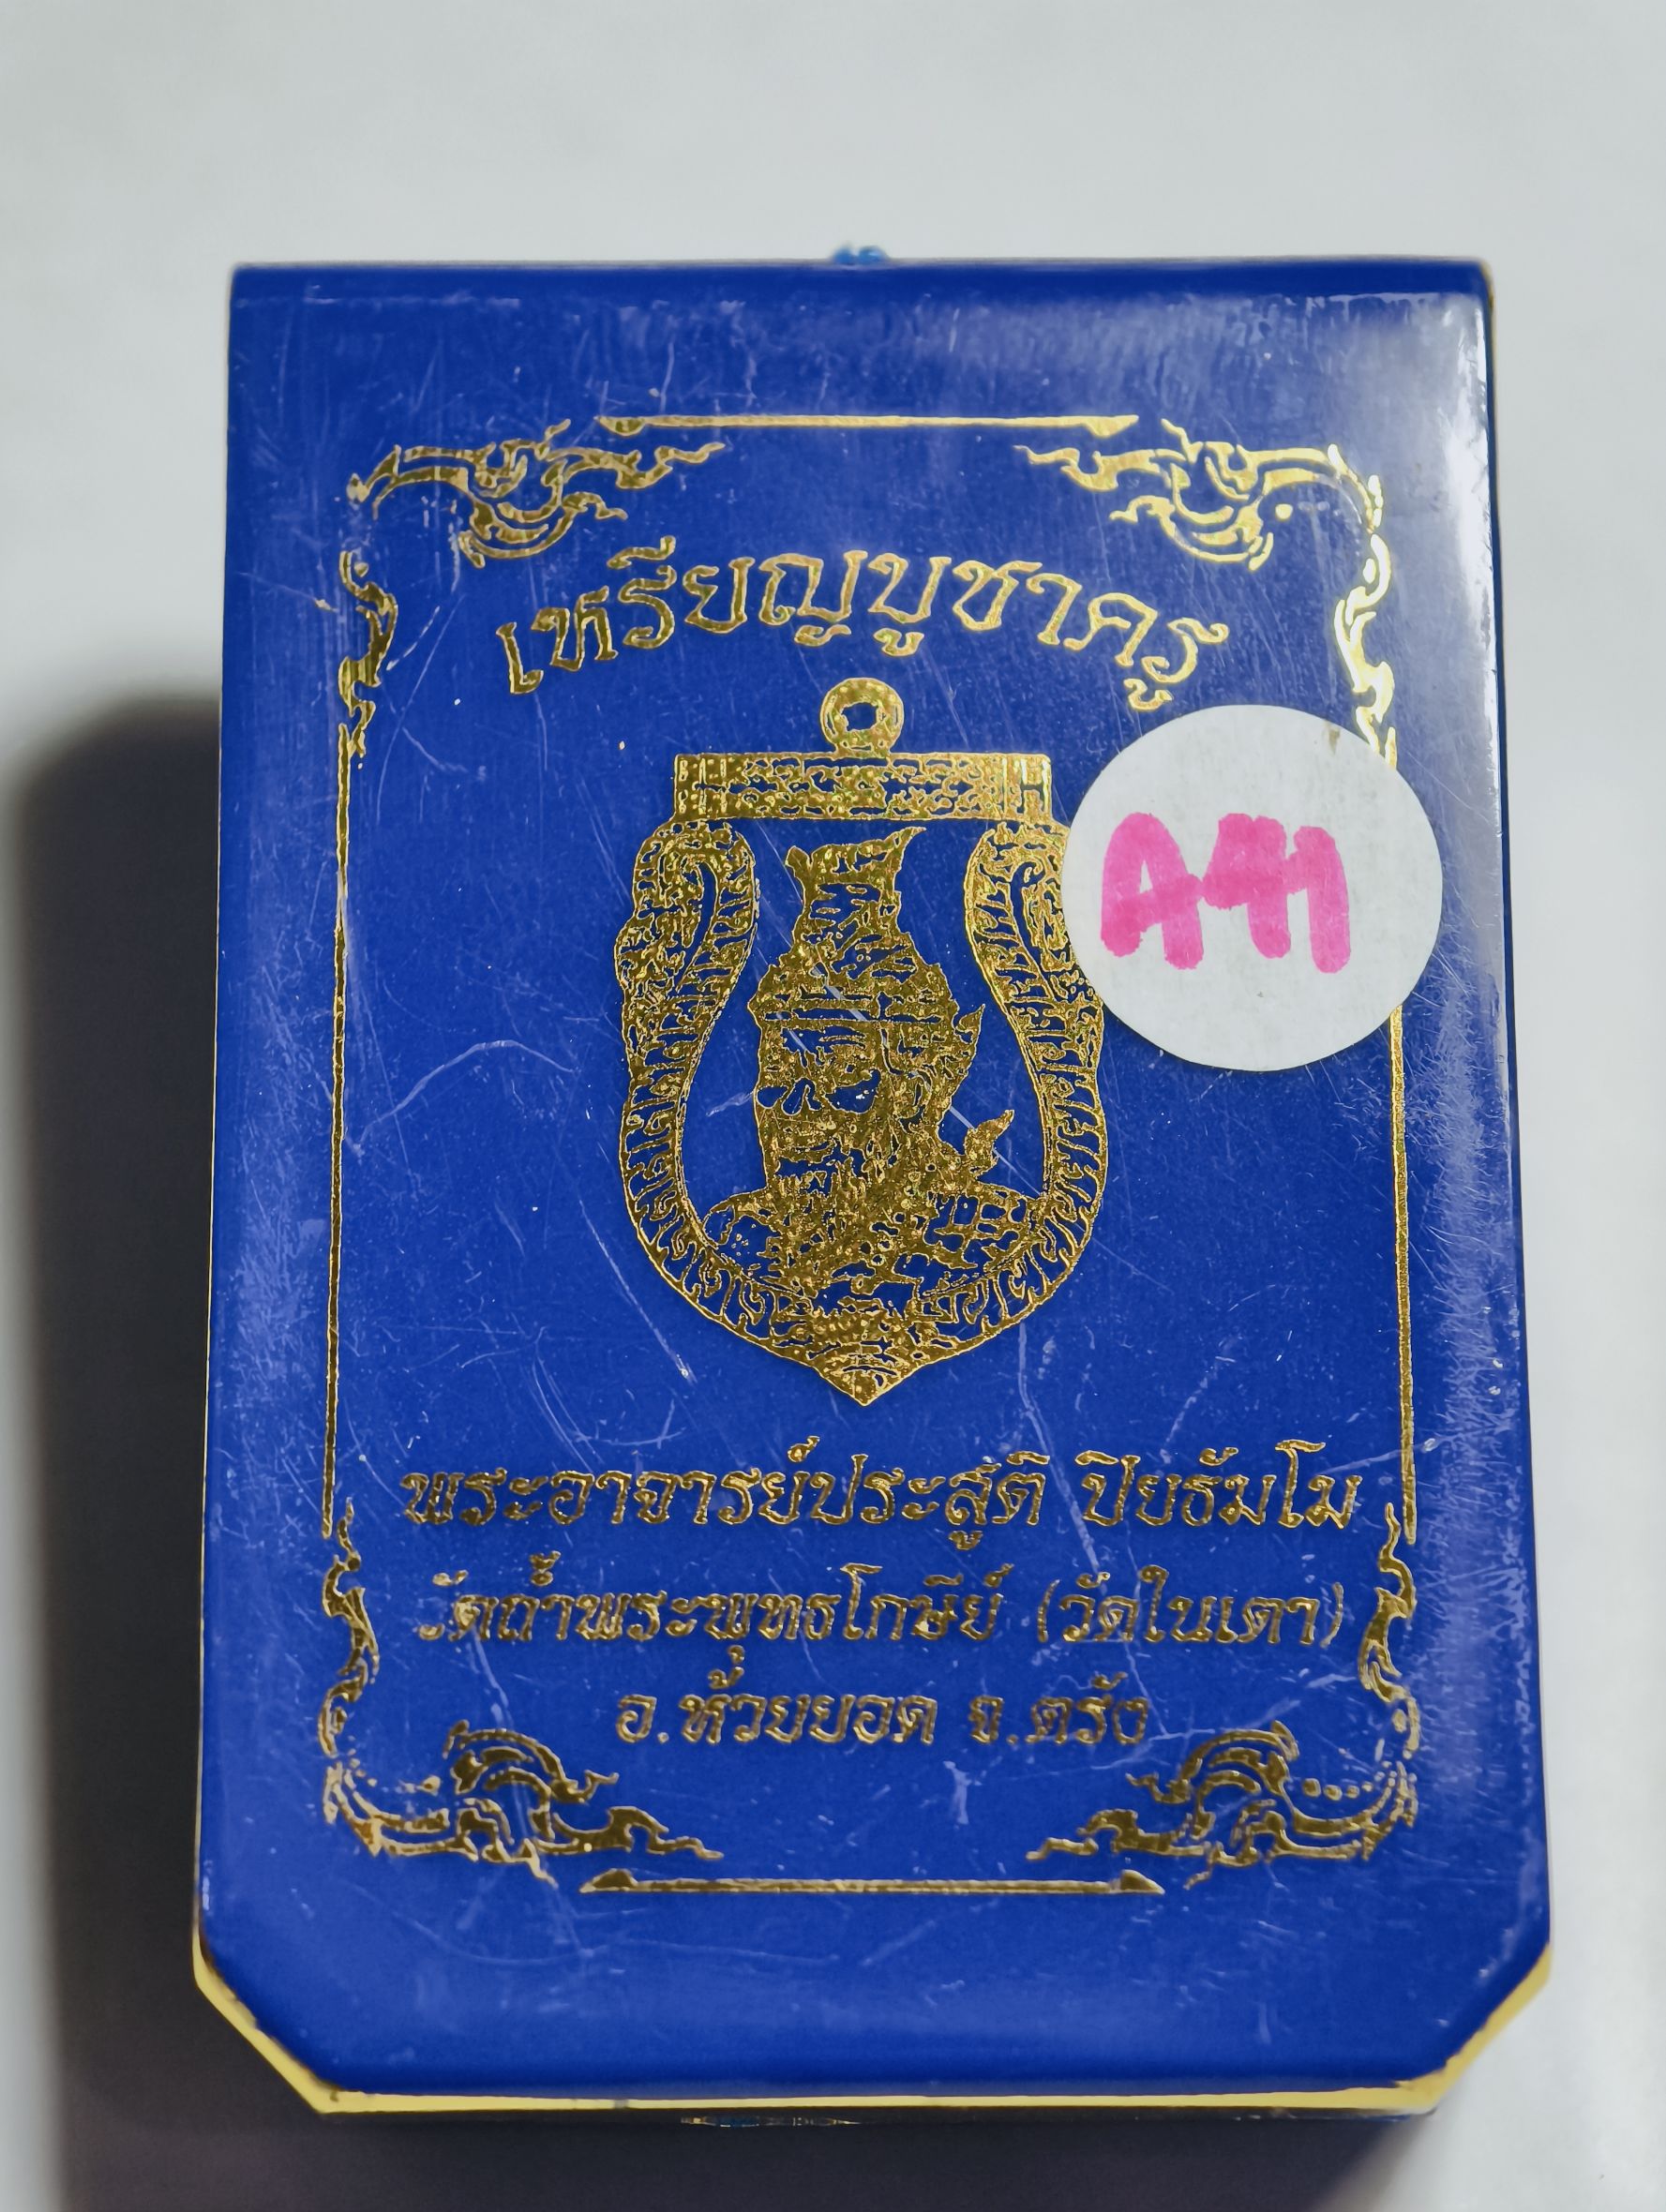 เหรียญบูชาครู
A41
พระอาจารย์ประสูติ ปิยธัมโม
วัดถ้ำพระพุทธโกษีย์ (วัดในเตา)
อ.ห้วยยอด จ.ตรัง